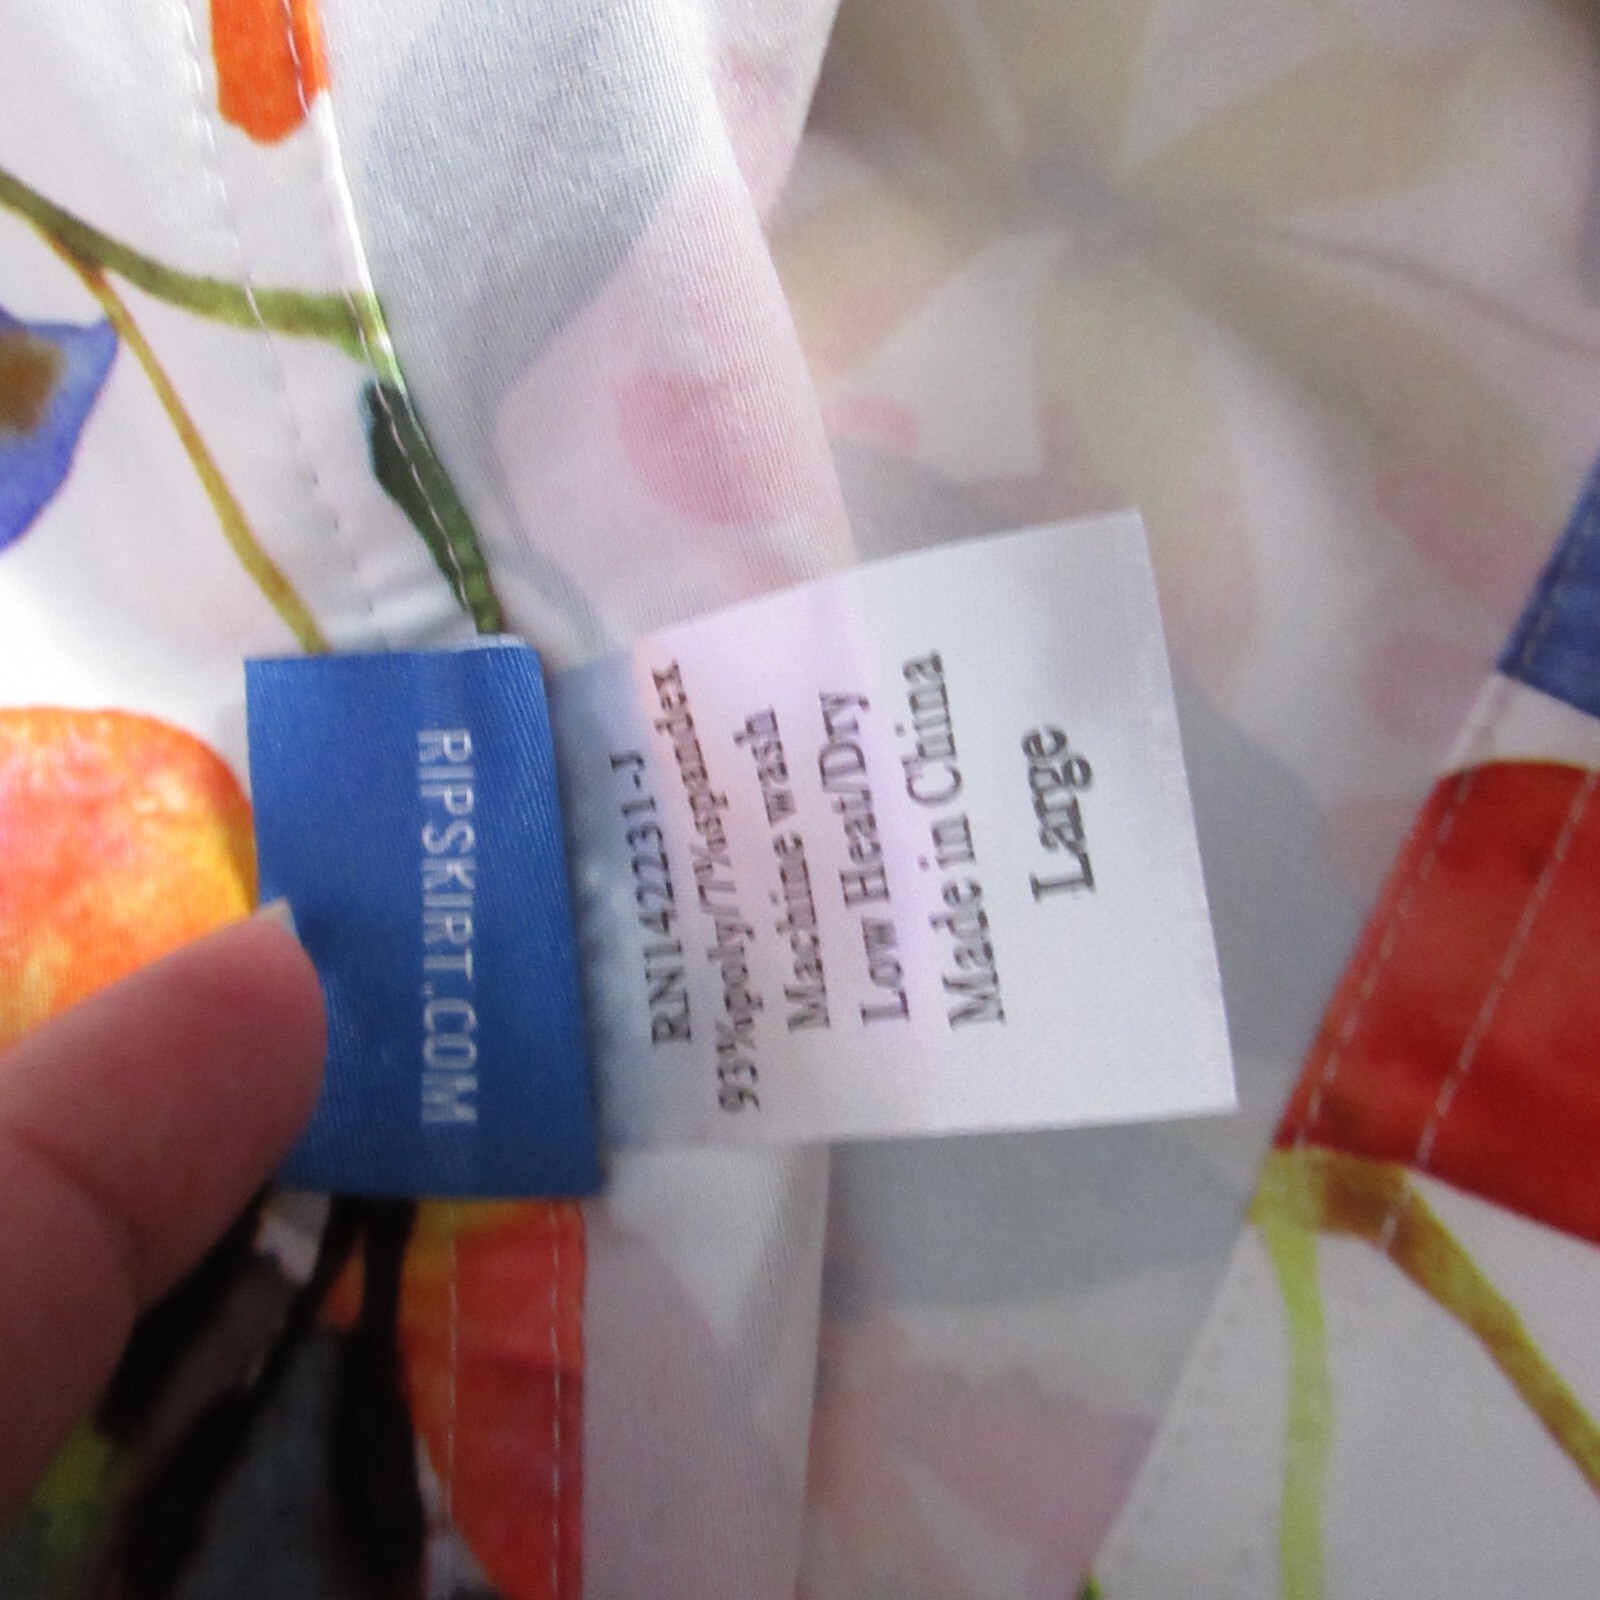 RIPSKIRT.COM
RN142231-J
93%poly/7%spandex
Machine wash
Low Heat/Dry
Made in China
Large